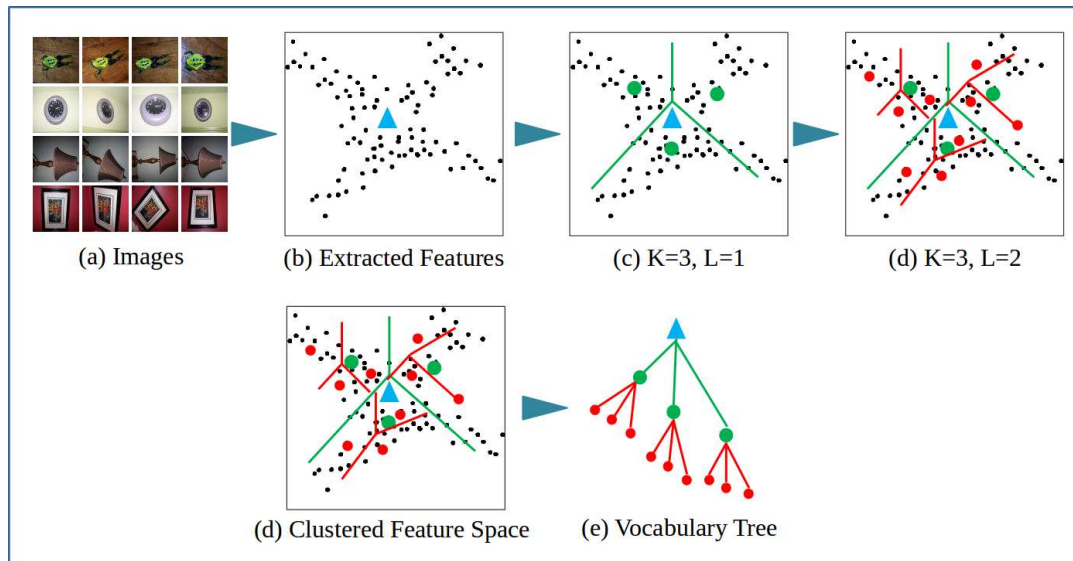 (a) Images
(b) Extracted Features
(c) K=3, L=1
(d) K=3, L=2
(d) Clustered Feature Space
(e) Vocabulary Tree